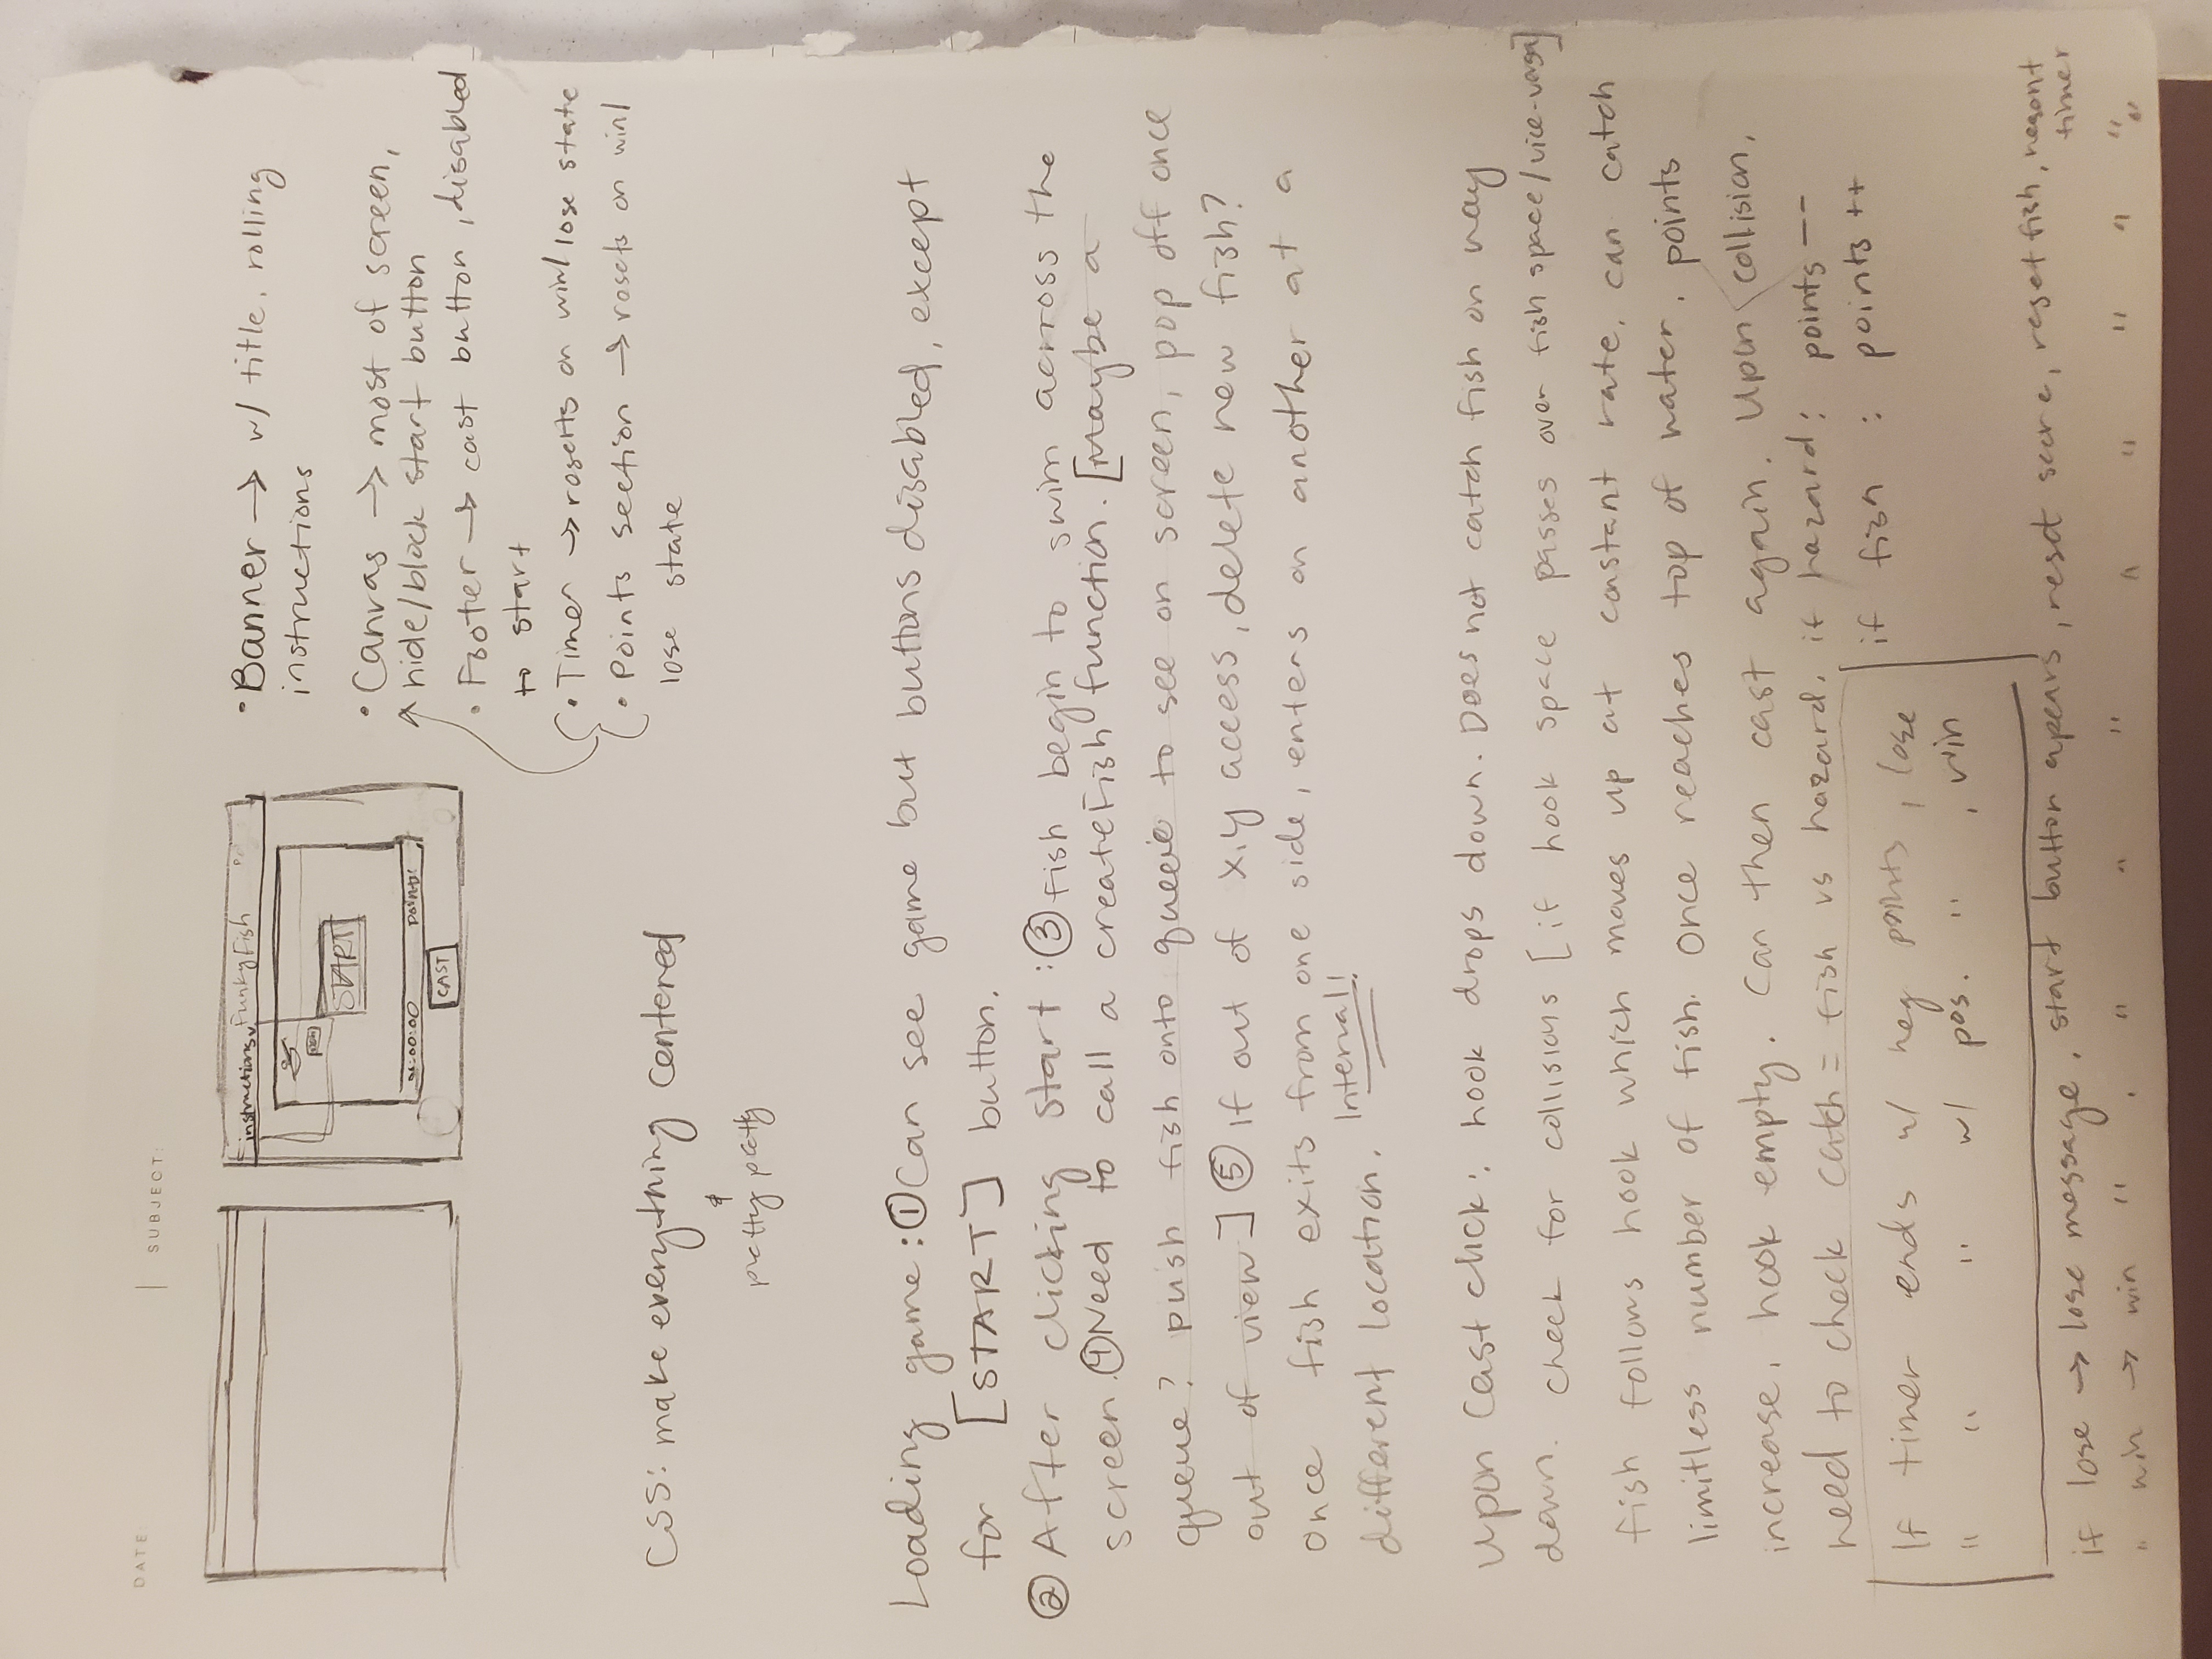 DATE:
SUBJECT:
instructions v Funky Fish
START
00:00
points:
CAST
• Banner → w/ title, rolling
instructions
• Canvas → most of screen,
hide/block start button
• Footer → cast button, disabled
to start
• Timer → reserts on win/lose state
• Points section → resets on win/
lose state
CSS: make everything centered
&
pretty pretty
Loading game: ① Can see game but buttons disabled, except
for [START] button.
② After clicking start: ③ fish begin to swim acrross the
screen. ④ Need to call a createFish function. [Maybe a
queue? push fish onto queue to see on screen, pop off once
out of view] ⑤ If out of x,y access, delete new fish?
once fish exits from one side, enters on another at a
different location. Interval!
Upon Cast click: hook drops down. Does not catch fish on way
down. Check for collisions [if hook space passes over fish space/vice-versa]
fish follows hook which moves up at constant rate. can catch
limitless number of fish. Once reaches top of water, points
increase, hook empty. Can then cast again. Upon collision,
need to check catch = fish vs hazard. if hazard: points --
if fish : points ++
If timer ends w/ neg points, lose
" " " w/ pos. " , win
if lose → lose message, start button apears, reset score, reset fish,
timer
" win → win " . " " " " " " " "